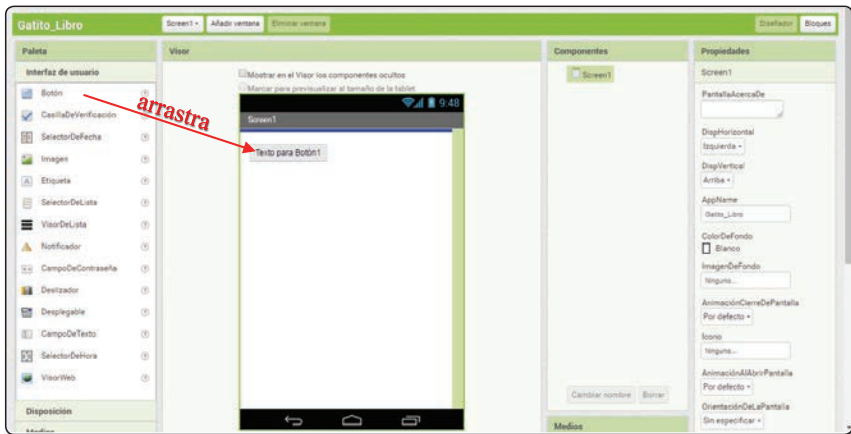 Gatito_Libro
Screen1
Añadir ventana
Eliminar ventana
Diseñador
Bloques
Paleta
Interfaz de usuario
Botón
CasillaDeVerificación
SelectorDeFecha
Imagen
Etiqueta
SelectorDeLista
VisorDeLista
Notificador
CampoDeContraseña
Deslizador
Desplegable
CampoDeTexto
SelectorDeHora
VisorWeb
Disposición
Medios
Visor
Mostrar en el Visor los componentes ocultos
Marcar para previsualizar al tamaño de la tablet
arrastra
9:48
Screen1
Texto para Botón1
Componentes
Screen1
Cambiar nombre
Borrar
Medios
Propiedades
Screen1
PantallaAcercaDe
DispHorizontal
Izquierda
DispVertical
Arriba
AppName
Gatito_Libro
ColorDeFondo
Blanco
ImagenDeFondo
Ninguno...
AnimaciónCierreDePantalla
Por defecto
Icono
Ninguno...
AnimaciónAlAbrirPantalla
Por defecto
OrientaciónDeLaPantalla
Sin especificar